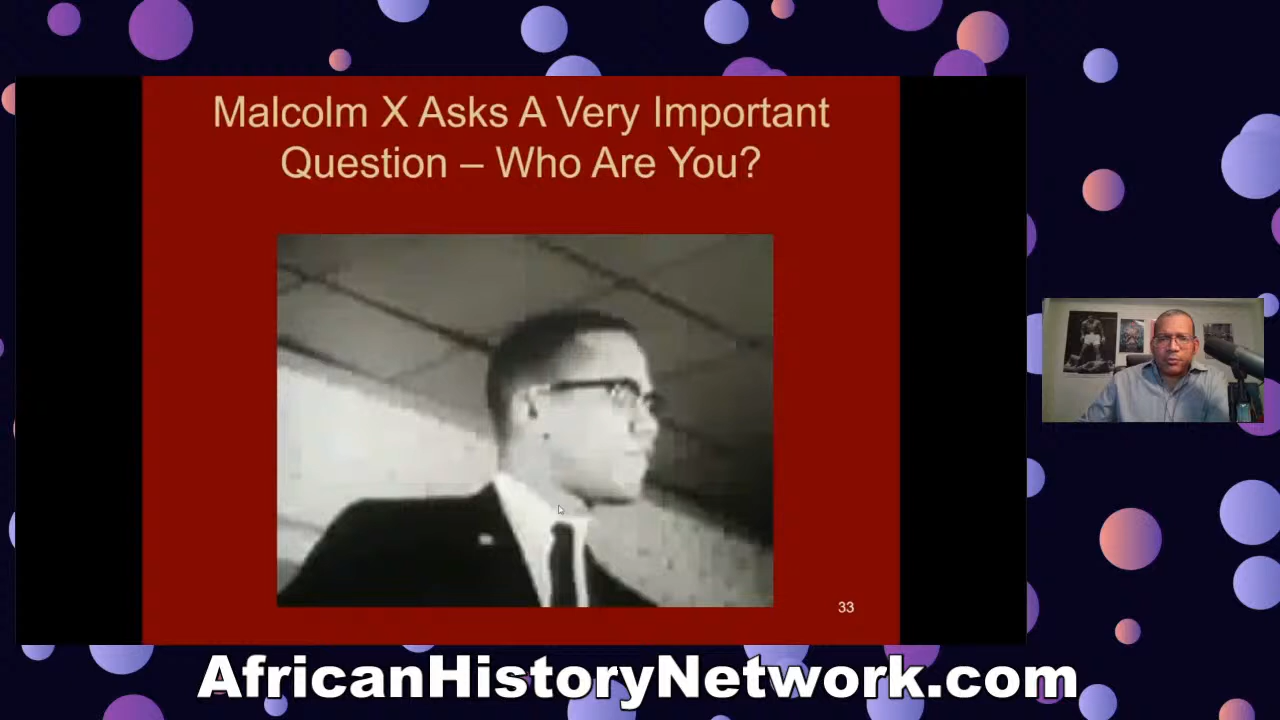 Malcolm X Asks A Very Important
Question – Who Are You?
33
AfricanHistoryNetwork.com